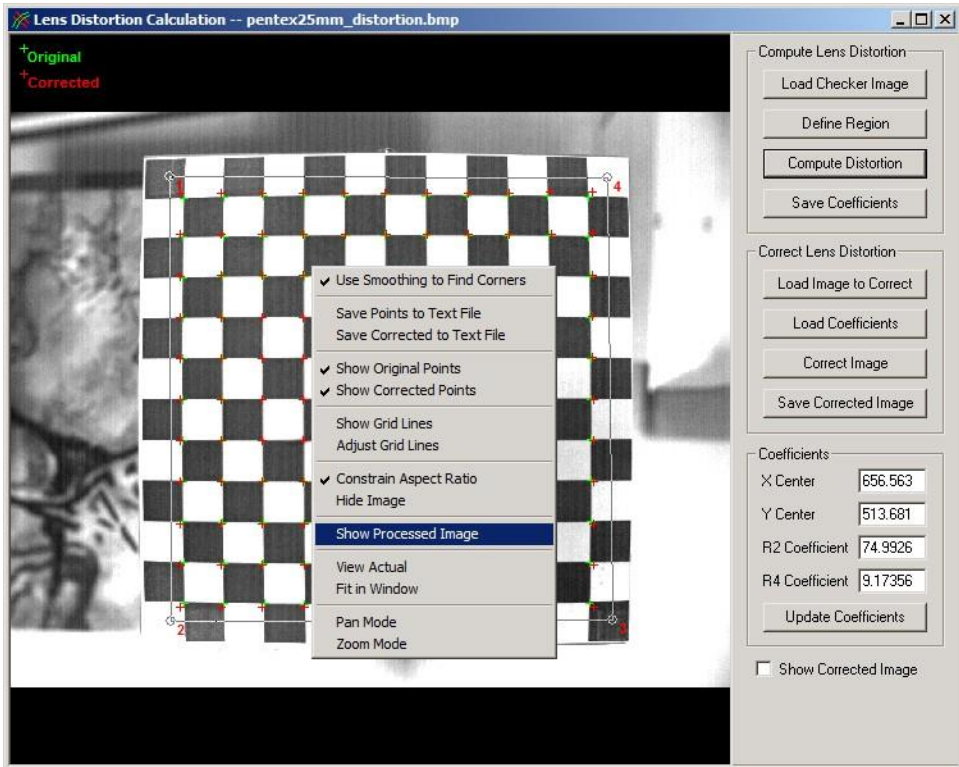 Lens Distortion Calculation -- pentex25mm_distortion.bmp
Original
Corrected
1
4
2
3
Use Smoothing to Find Corners
Save Points to Text File
Save Corrected to Text File
Show Original Points
Show Corrected Points
Show Grid Lines
Adjust Grid Lines
Constrain Aspect Ratio
Hide Image
Show Processed Image
View Actual
Fit in Window
Pan Mode
Zoom Mode
Compute Lens Distortion
Load Checker Image
Define Region
Compute Distortion
Save Coefficients
Correct Lens Distortion
Load Image to Correct
Load Coefficients
Correct Image
Save Corrected Image
Coefficients
X Center 656.563
Y Center 513.681
R2 Coefficient 74.9926
R4 Coefficient 9.17356
Update Coefficients
Show Corrected Image